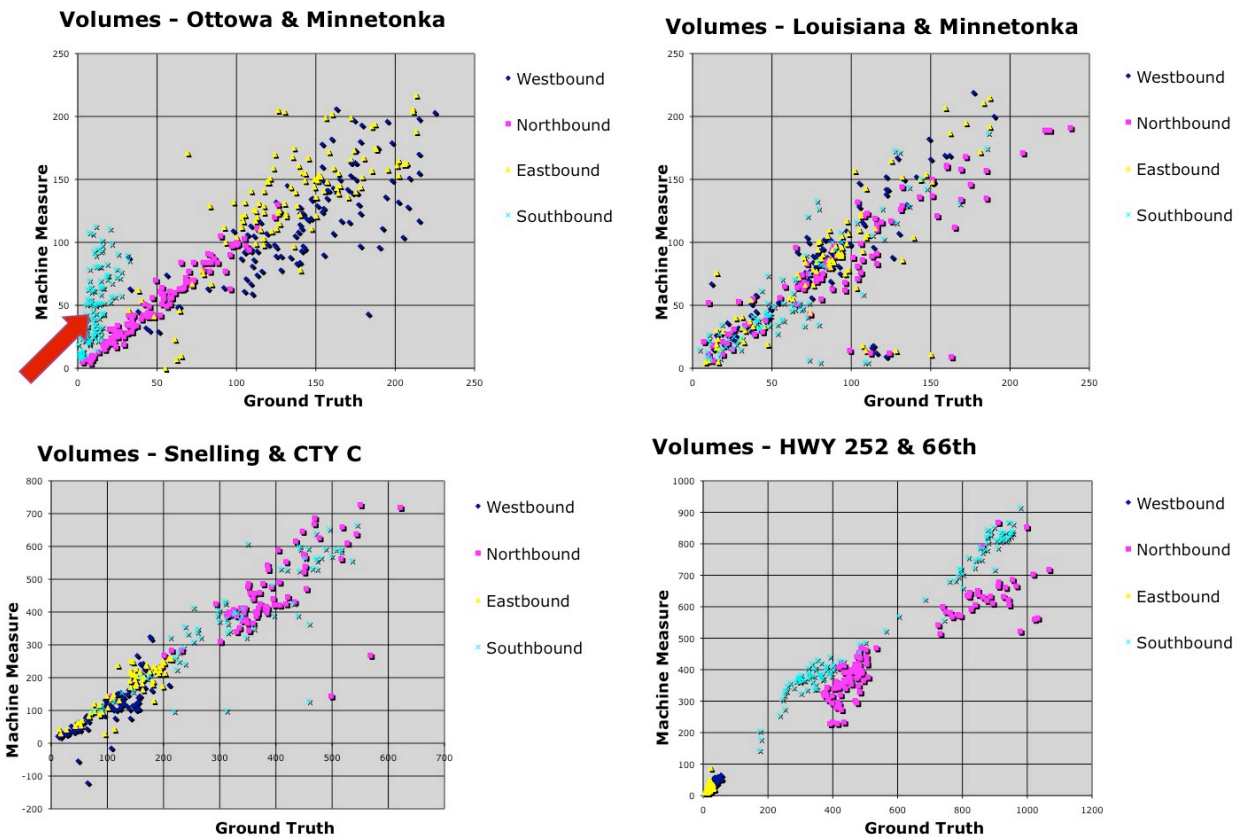 Volumes - Ottowa & Minnetonka
250
200
150
100
50
0
0 50 100 150 200 250
Machine Measure
Ground Truth
Westbound
Northbound
Eastbound
Southbound
Volumes - Louisiana & Minnetonka
250
200
150
100
50
0
0 50 100 150 200 250
Machine Measure
Ground Truth
Westbound
Northbound
Eastbound
Southbound
Volumes - Snelling & CTY C
800
700
600
500
400
300
200
100
0
-100
-200
0 100 200 300 400 500 600 700
Machine Measure
Ground Truth
Westbound
Northbound
Eastbound
Southbound
Volumes - HWY 252 & 66th
1000
900
800
700
600
500
400
300
200
100
0
0 200 400 600 800 1000 1200
Machine Measure
Ground Truth
Westbound
Northbound
Eastbound
Southbound